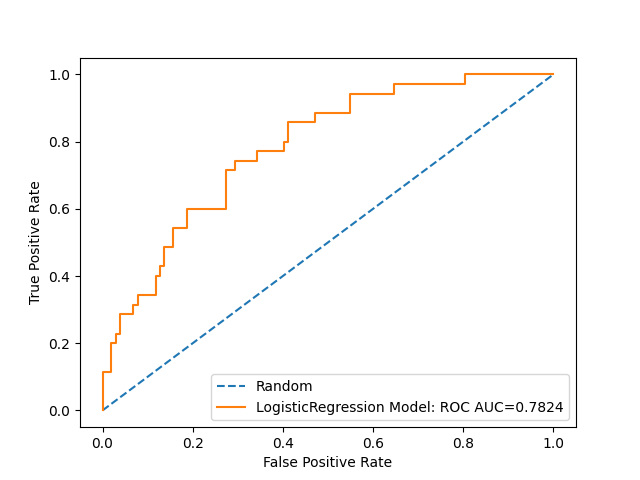 1.0
0.8
0.6
0.4
0.2
0.0
True Positive Rate
Random
LogisticRegression Model: ROC AUC=0.7824
0.0 0.2 0.4 0.6 0.8 1.0
False Positive Rate